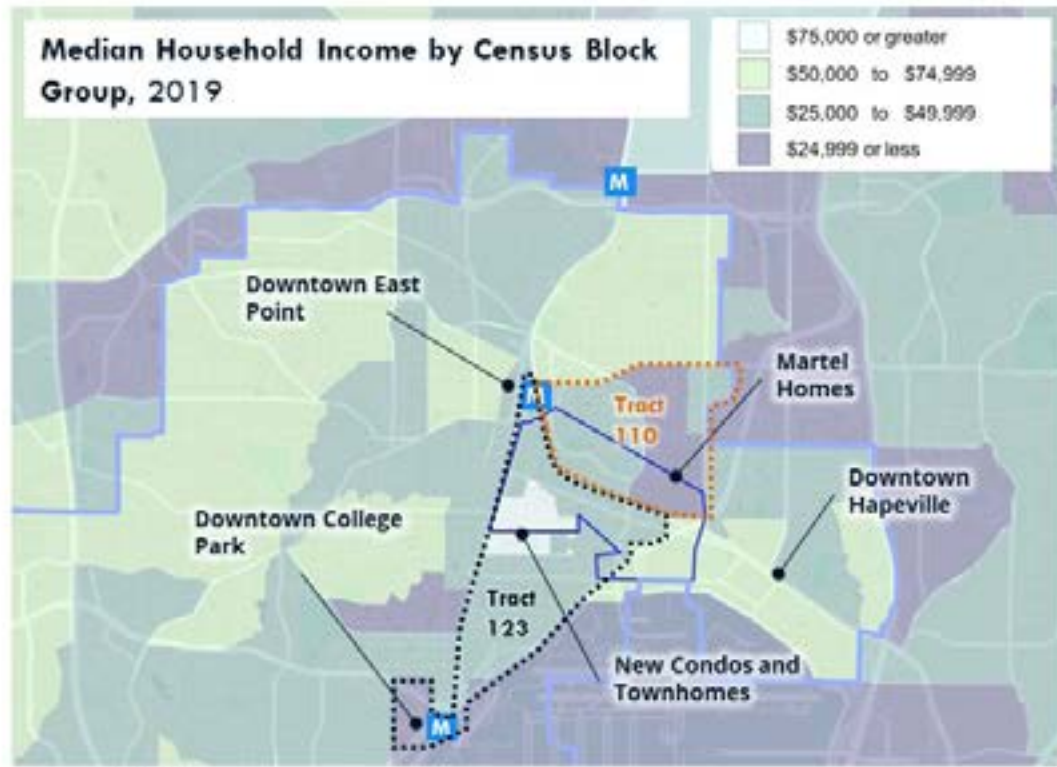 Median Household Income by Census Block
Group, 2019
$75,000 or greater
$50,000 to $74,999
$25,000 to $49,999
$24,999 or less
M
Downtown East
Point
M
Tract
110
Martel
Homes
Downtown
Hapeville
Downtown College
Park
Tract
123
New Condos and
Townhomes
M